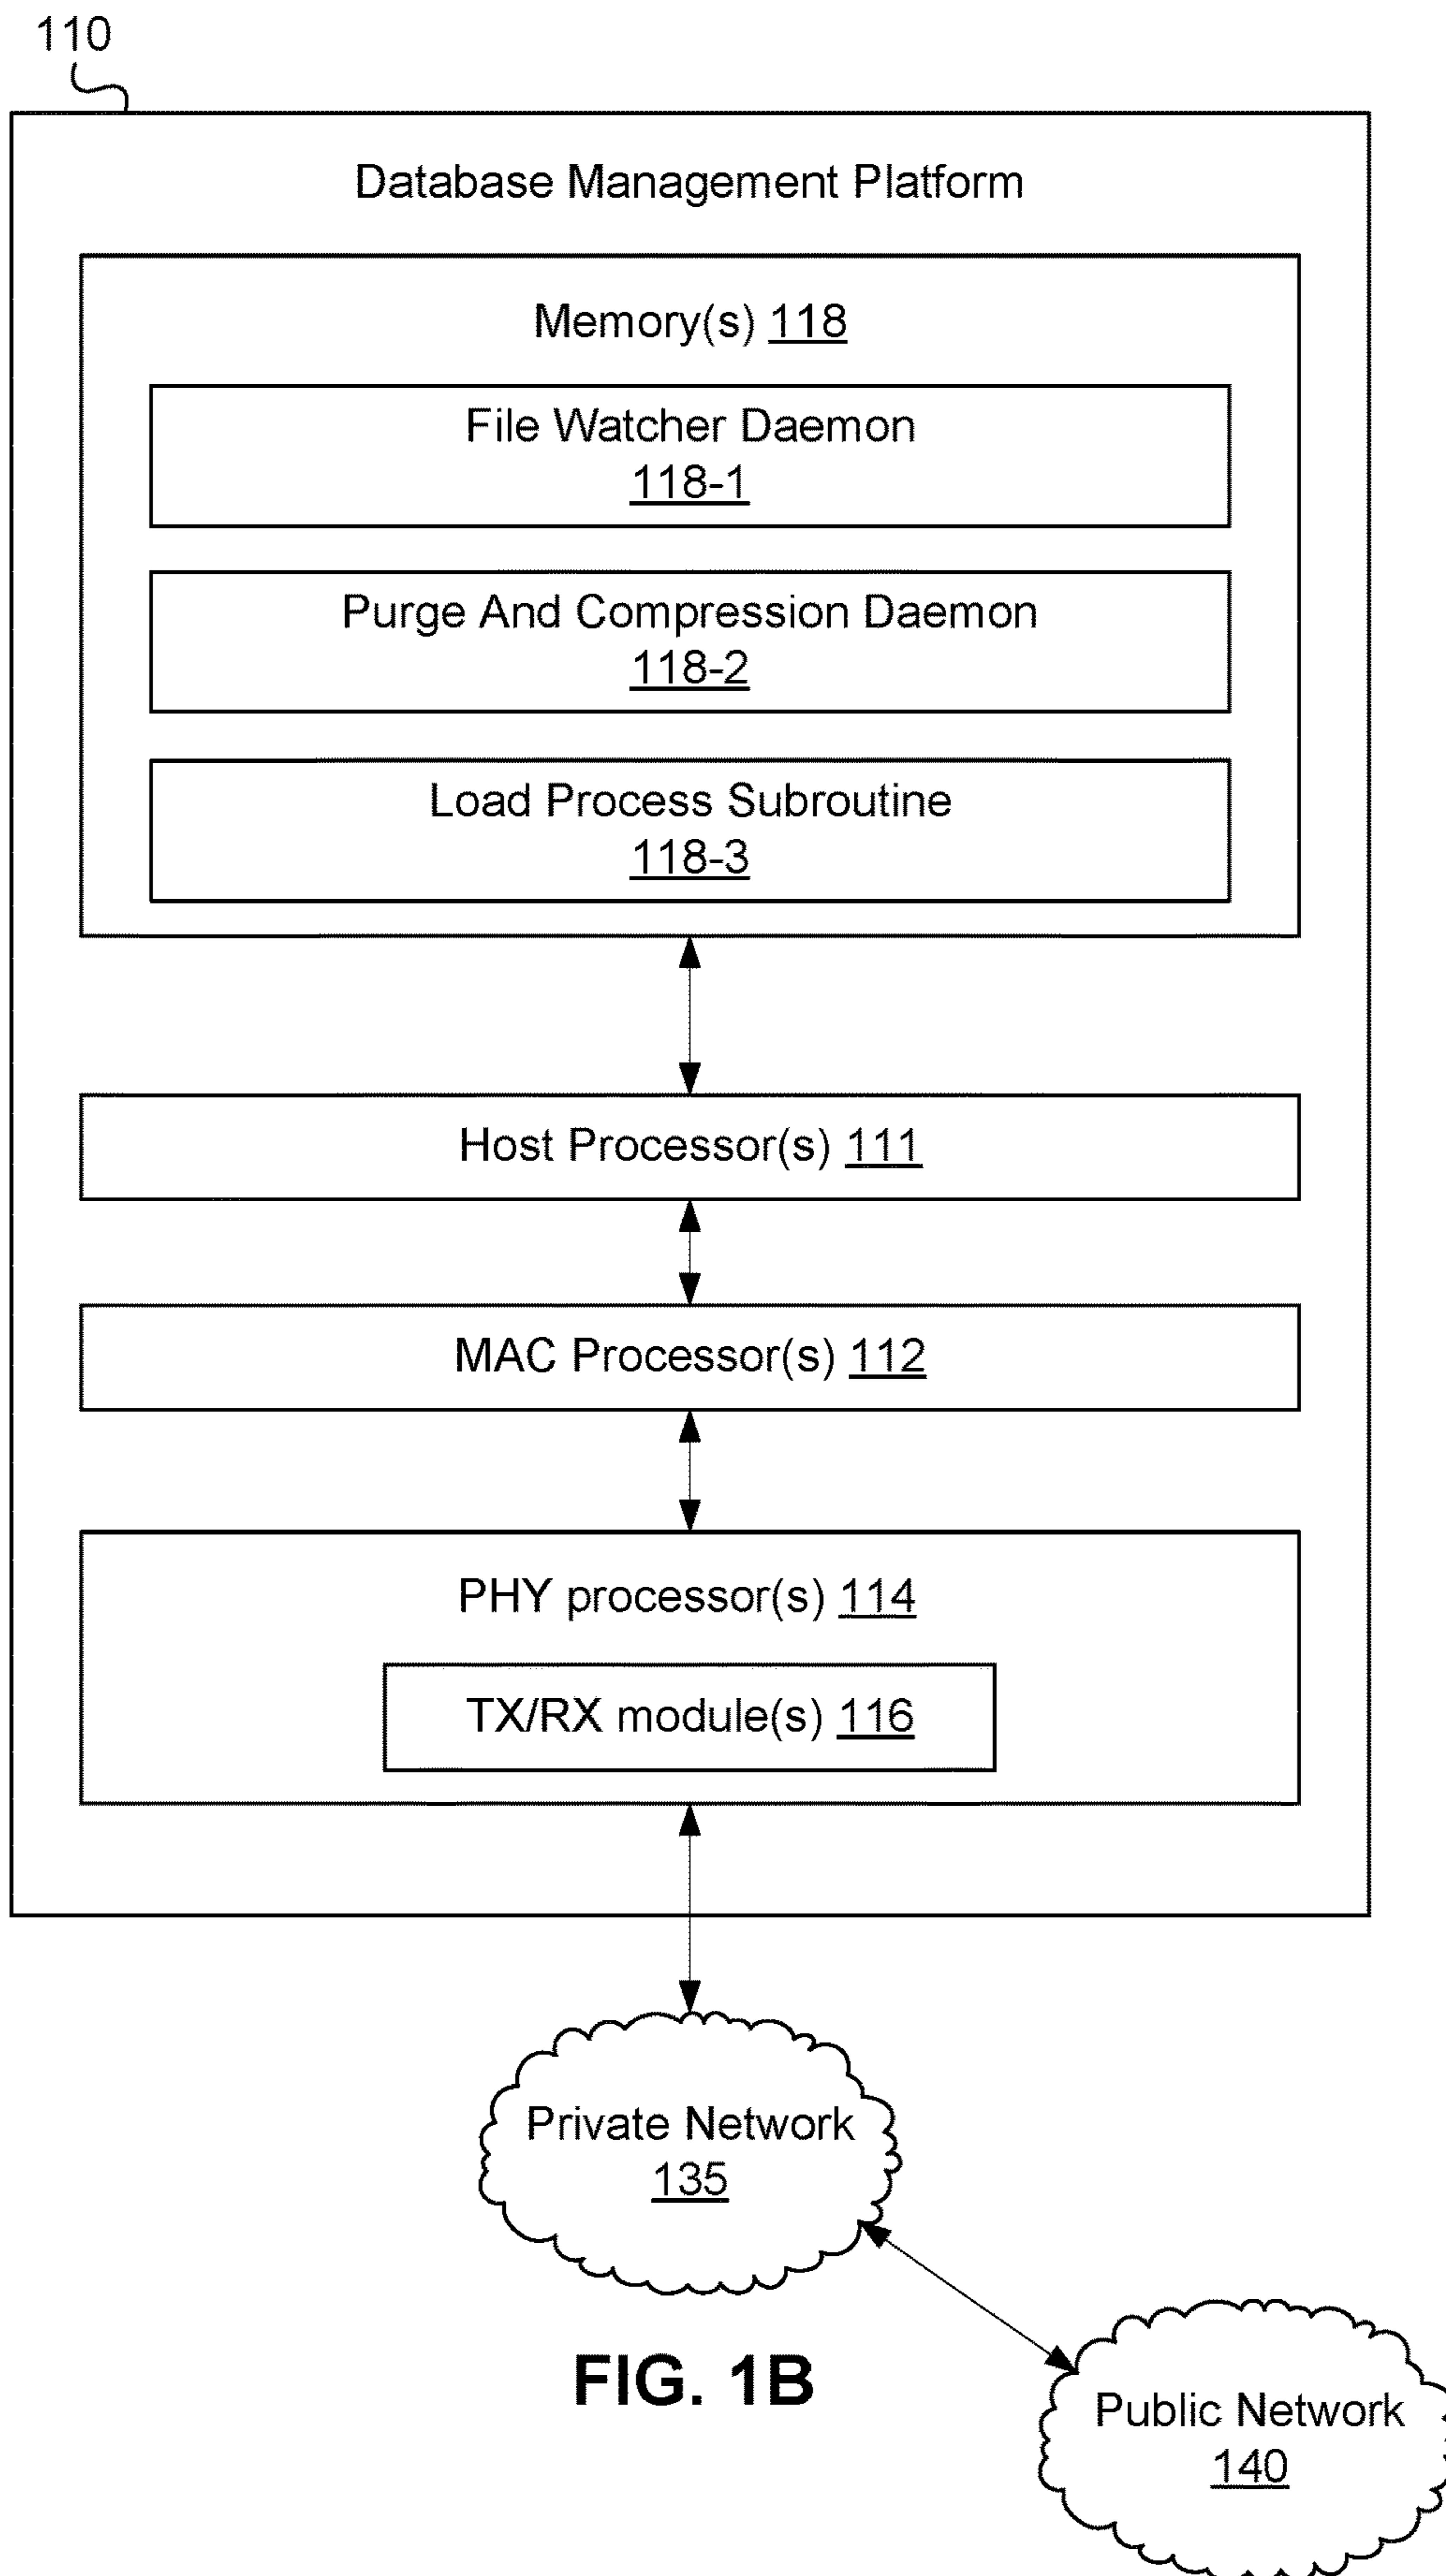 110
Database Management Platform
Memory(s) 118
File Watcher Daemon
118-1
Purge And Compression Daemon
118-2
Load Process Subroutine
118-3
Host Processor(s) 111
MAC Processor(s) 112
PHY processor(s) 114
TX/RX module(s) 116
Private Network
135
FIG. 1B
Public Network
140